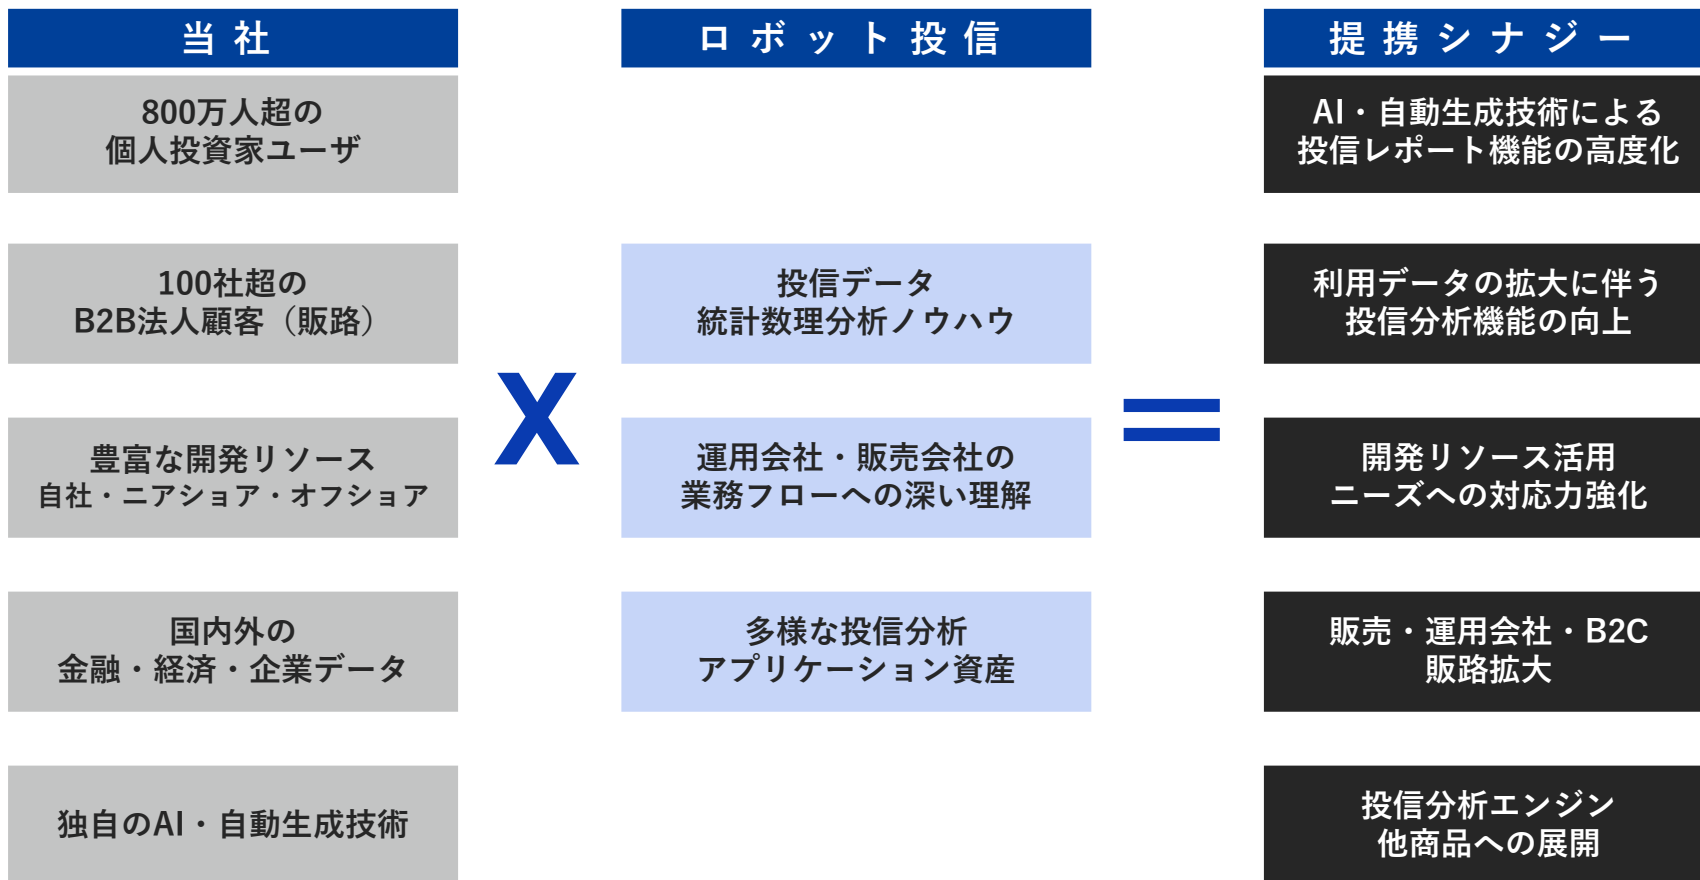 当社
800万人超の
個人投資家ユーザ
100社超の
B2B法人顧客（販路）
豊富な開発リソース
自社・ニアショア・オフショア
国内外の
金融・経済・企業データ
独自のAI・自動生成技術
X
ロボット投信
投信データ
統計数理分析ノウハウ
運用会社・販売会社の
業務フローへの深い理解
多様な投信分析
アプリケーション資産
=
提携シナジー
AI・自動生成技術による
投信レポート機能の高度化
利用データの拡大に伴う
投信分析機能の向上
開発リソース活用
ニーズへの対応力強化
販売・運用会社・B2C
販路拡大
投信分析エンジン
他商品への展開